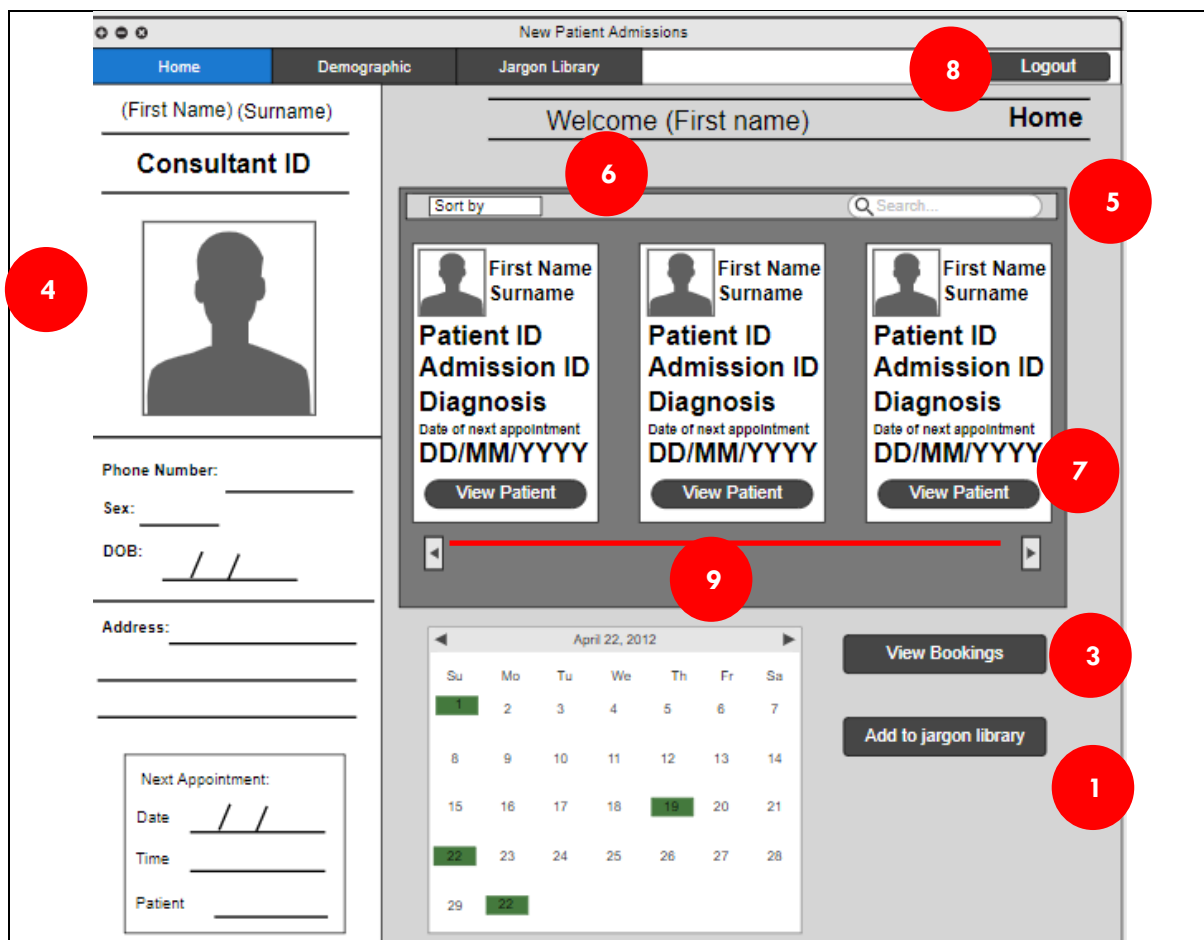 New Patient Admissions
Home Demographic Jargon Library 8 Logout
(First Name) (Surname)
Consultant ID
4
Phone Number:
Sex:
DOB: / /
Address:
Next Appointment:
Date / /
Time
Patient
Welcome (First name) Home
6
Sort by Search... 5
First Name First Name First Name
Surname Surname Surname
Patient ID Patient ID Patient ID
Admission ID Admission ID Admission ID
Diagnosis Diagnosis Diagnosis
Date of next appointment Date of next appointment Date of next appointment
DD/MM/YYYY DD/MM/YYYY DD/MM/YYYY
7
View Patient View Patient View Patient
9
April 22, 2012
Su Mo Tu We Th Fr Sa
1 2 3 4 5 6 7
8 9 10 11 12 13 14
15 16 17 18 19 20 21
22 23 24 25 26 27 28
29 22
View Bookings 3
Add to jargon library
1